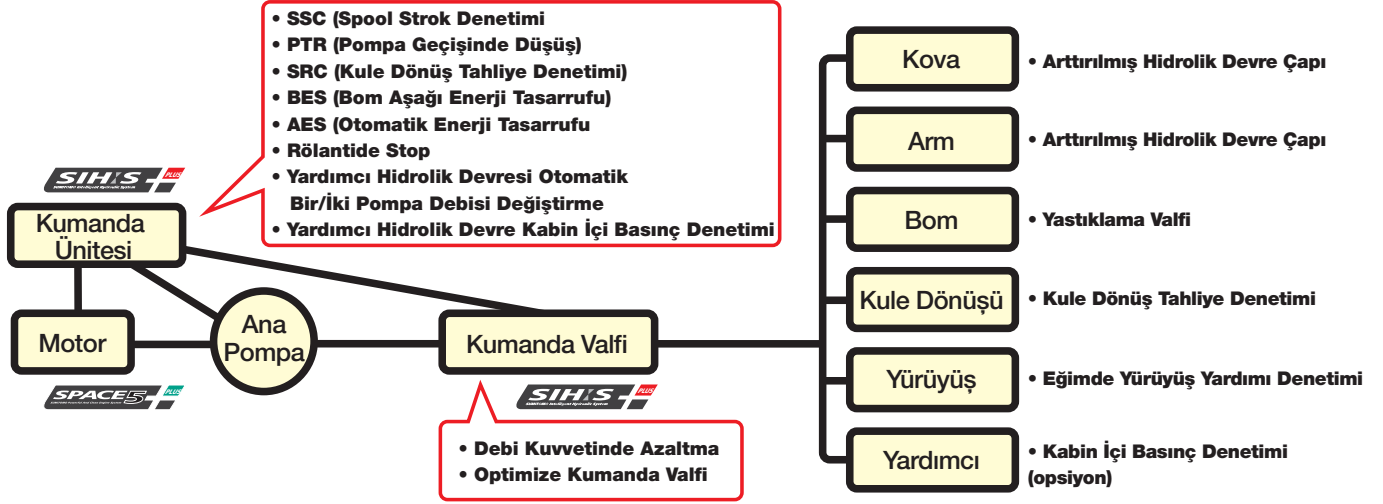 • SSC (Spool Strok Denetimi
• PTR (Pompa Geçişinde Düşüş)
• SRC (Kule Dönüş Tahliye Denetimi)
• BES (Bom Aşağı Enerji Tasarrufu)
• AES (Otomatik Enerji Tasarrufu
• Rölantide Stop
• Yardımcı Hidrolik Devresi Otomatik
Bir/İki Pompa Debisi Değiştirme
• Yardımcı Hidrolik Devre Kabin İçi Basınç Denetimi
SIH:S PLUS
Kumanda
Ünitesi
Motor
SPACE5 PLUS
Ana
Pompa
Kumanda Valfi
SIH:S PLUS
• Debi Kuvvetinde Azaltma
• Optimize Kumanda Valfi
Kova
• Arttırılmış Hidrolik Devre Çapı
Arm
• Arttırılmış Hidrolik Devre Çapı
Bom
• Yastıklama Valfi
Kule Dönüşü
• Kule Dönüş Tahliye Denetimi
Yürüyüş
• Eğimde Yürüyüş Yardımı Denetimi
Yardımcı
• Kabin İçi Basınç Denetimi
(opsiyon)